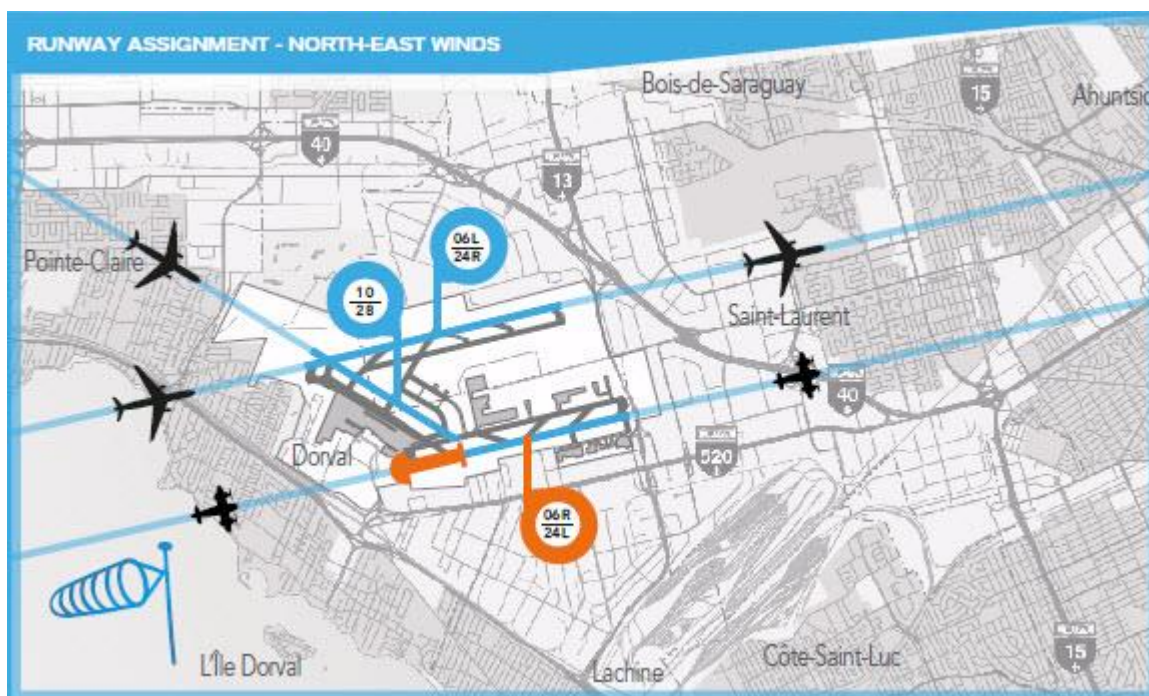 RUNWAY ASSIGNMENT - NORTH-EAST WINDS
Bois-de-Saraguay
15
Ahuntsic
40
13
06L
24R
Pointe-Claire
10
28
Saint-Laurent
40
Dorval
520
06R
24L
L'Île Dorval
Lachine
Côte-Saint-Luc
15